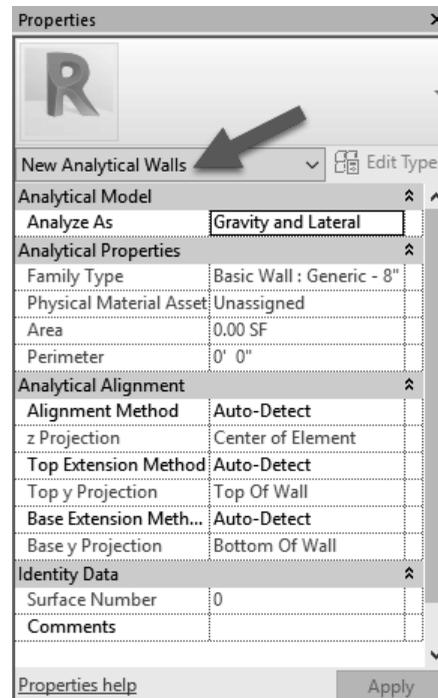 Properties
R
New Analytical Walls Edit Type
Analytical Model
Analyze As Gravity and Lateral
Analytical Properties
Family Type Basic Wall : Generic - 8"
Physical Material Asset Unassigned
Area 0.00 SF
Perimeter 0' 0"
Analytical Alignment
Alignment Method Auto-Detect
z Projection Center of Element
Top Extension Method Auto-Detect
Top y Projection Top Of Wall
Base Extension Meth... Auto-Detect
Base y Projection Bottom Of Wall
Identity Data
Surface Number 0
Comments
Properties help Apply